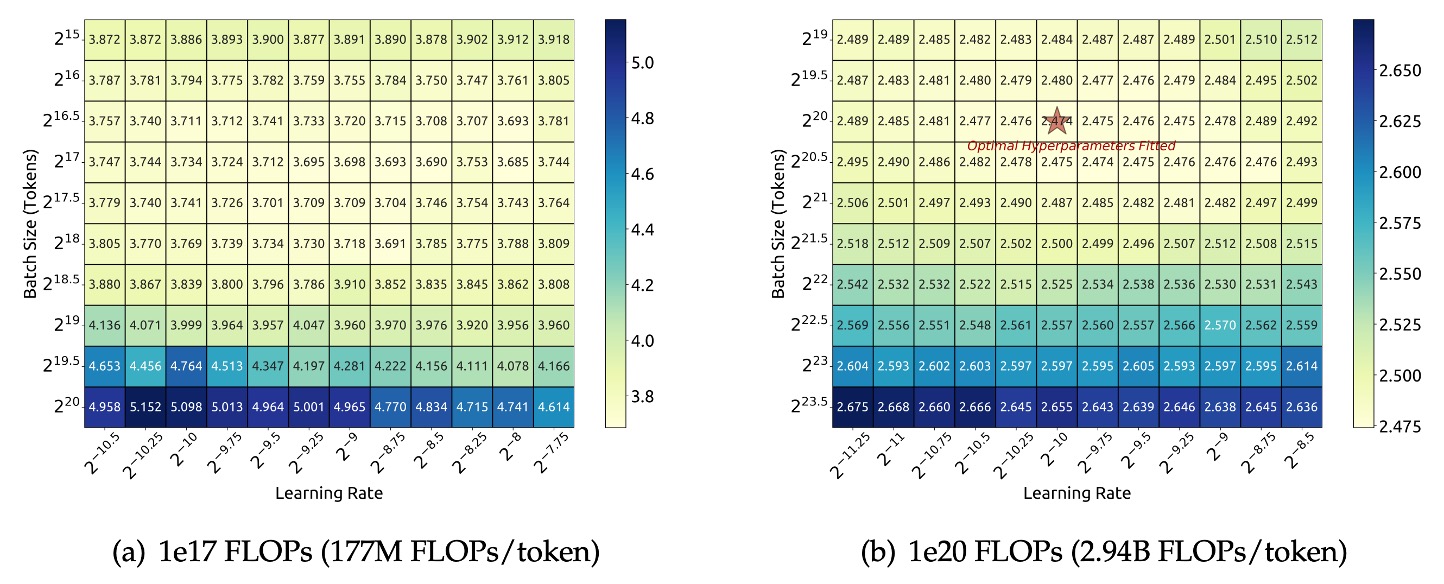 2^15 3.872 3.872 3.886 3.893 3.900 3.877 3.891 3.890 3.878 3.902 3.912 3.918
2^16 3.787 3.781 3.794 3.775 3.782 3.759 3.755 3.784 3.750 3.747 3.761 3.805
2^16.5 3.757 3.740 3.711 3.712 3.741 3.733 3.720 3.715 3.708 3.707 3.693 3.781
2^17 3.747 3.744 3.734 3.724 3.712 3.695 3.698 3.693 3.690 3.753 3.685 3.744
2^17.5 3.779 3.740 3.741 3.726 3.701 3.709 3.709 3.704 3.746 3.754 3.743 3.764
2^18 3.805 3.770 3.769 3.739 3.734 3.730 3.718 3.691 3.785 3.775 3.788 3.809
2^18.5 3.880 3.867 3.839 3.800 3.796 3.786 3.910 3.852 3.835 3.845 3.862 3.808
2^19 4.136 4.071 3.999 3.964 3.957 4.047 3.960 3.970 3.976 3.920 3.956 3.960
2^19.5 4.653 4.456 4.764 4.513 4.347 4.197 4.281 4.222 4.156 4.111 4.078 4.166
2^20 4.958 5.152 5.098 5.013 4.964 5.001 4.965 4.770 4.834 4.715 4.741 4.614
Batch Size (Tokens)
2^−10.5 2^−10.25 2^−10 2^−9.75 2^−9.5 2^−9.25 2^−9 2^−8.75 2^−8.5 2^−8.25 2^−8 2^−7.75
Learning Rate
5.0
4.8
4.6
4.4
4.2
4.0
3.8
(a) 1e17 FLOPs (177M FLOPs/token)
2^19 2.489 2.489 2.485 2.482 2.483 2.484 2.487 2.487 2.489 2.501 2.510 2.512
2^19.5 2.487 2.483 2.481 2.480 2.479 2.480 2.477 2.476 2.479 2.484 2.495 2.502
2^20 2.489 2.485 2.481 2.477 2.476 2.474 2.475 2.476 2.475 2.478 2.489 2.492
Optimal Hyperparameters Fitted
2^20.5 2.495 2.490 2.486 2.482 2.478 2.475 2.474 2.475 2.476 2.476 2.476 2.493
2^21 2.506 2.501 2.497 2.493 2.490 2.487 2.485 2.482 2.481 2.482 2.497 2.499
2^21.5 2.518 2.512 2.509 2.507 2.502 2.500 2.499 2.496 2.507 2.512 2.508 2.515
2^22 2.542 2.532 2.532 2.522 2.515 2.525 2.534 2.538 2.536 2.530 2.531 2.543
2^22.5 2.569 2.556 2.551 2.548 2.561 2.557 2.560 2.557 2.566 2.570 2.562 2.559
2^23 2.604 2.593 2.602 2.603 2.597 2.597 2.595 2.605 2.593 2.597 2.595 2.614
2^23.5 2.675 2.668 2.660 2.666 2.645 2.655 2.643 2.639 2.646 2.638 2.645 2.636
Batch Size (Tokens)
2^−11.25 2^−11 2^−10.75 2^−10.5 2^−10.25 2^−10 2^−9.75 2^−9.5 2^−9.25 2^−9 2^−8.75 2^−8.5
Learning Rate
2.650
2.625
2.600
2.575
2.550
2.525
2.500
2.475
(b) 1e20 FLOPs (2.94B FLOPs/token)